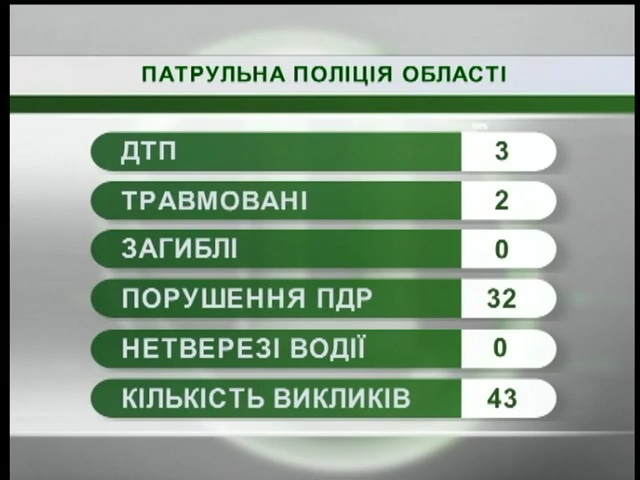 ПАТРУЛЬНА ПОЛІЦІЯ ОБЛАСТІ
ДТП 3
ТРАВМОВАНІ 2
ЗАГИБЛІ 0
ПОРУШЕННЯ ПДР 32
НЕТВЕРЕЗІ ВОДІЇ 0
КІЛЬКІСТЬ ВИКЛИКІВ 43